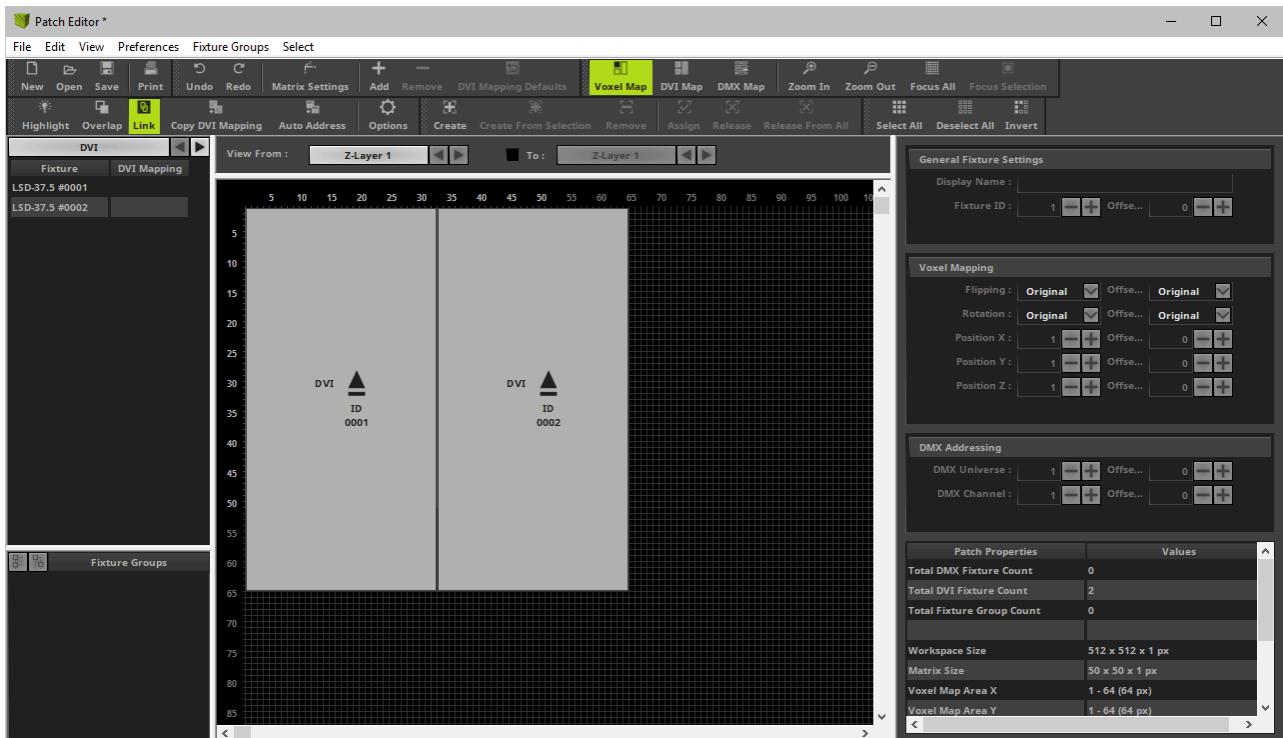 Patch Editor *
File Edit View Preferences Fixture Groups Select
New Open Save Print Undo Redo Matrix Settings Add Remove DVI Mapping Defaults Voxel Map DVI Map DMX Map Zoom In Zoom Out Focus All Focus Selection
Highlight Overlap Link Copy DVI Mapping Auto Address Options Create Create From Selection Remove Assign Release Release From All Select All Deselect All Invert
DVI
Fixture DVI Mapping
LSD-37.5 #0001
LSD-37.5 #0002
Fixture Groups
View From : Z-Layer 1 To : Z-Layer 1
5 10 15 20 25 30 35 40 45 50 55 60 65 70 75 80 85 90 95 100 10
5
10
15
20
25
30
35
40
45
50
55
60
65
70
75
80
85
DVI
ID
0001
DVI
ID
0002
General Fixture Settings
Display Name :
Fixture ID : 1 Offse... 0
Voxel Mapping
Flipping : Original Offse... Original
Rotation : Original Offse... Original
Position X : 1 Offse... 0
Position Y : 1 Offse... 0
Position Z : 1 Offse... 0
DMX Addressing
DMX Universe : 1 Offse... 0
DMX Channel : 1 Offse... 0
Patch Properties Values
Total DMX Fixture Count 0
Total DVI Fixture Count 2
Total Fixture Group Count 0
Workspace Size 512 x 512 x 1 px
Matrix Size 50 x 50 x 1 px
Voxel Map Area X 1 - 64 (64 px)
Voxel Map Area Y 1 - 64 (64 px)